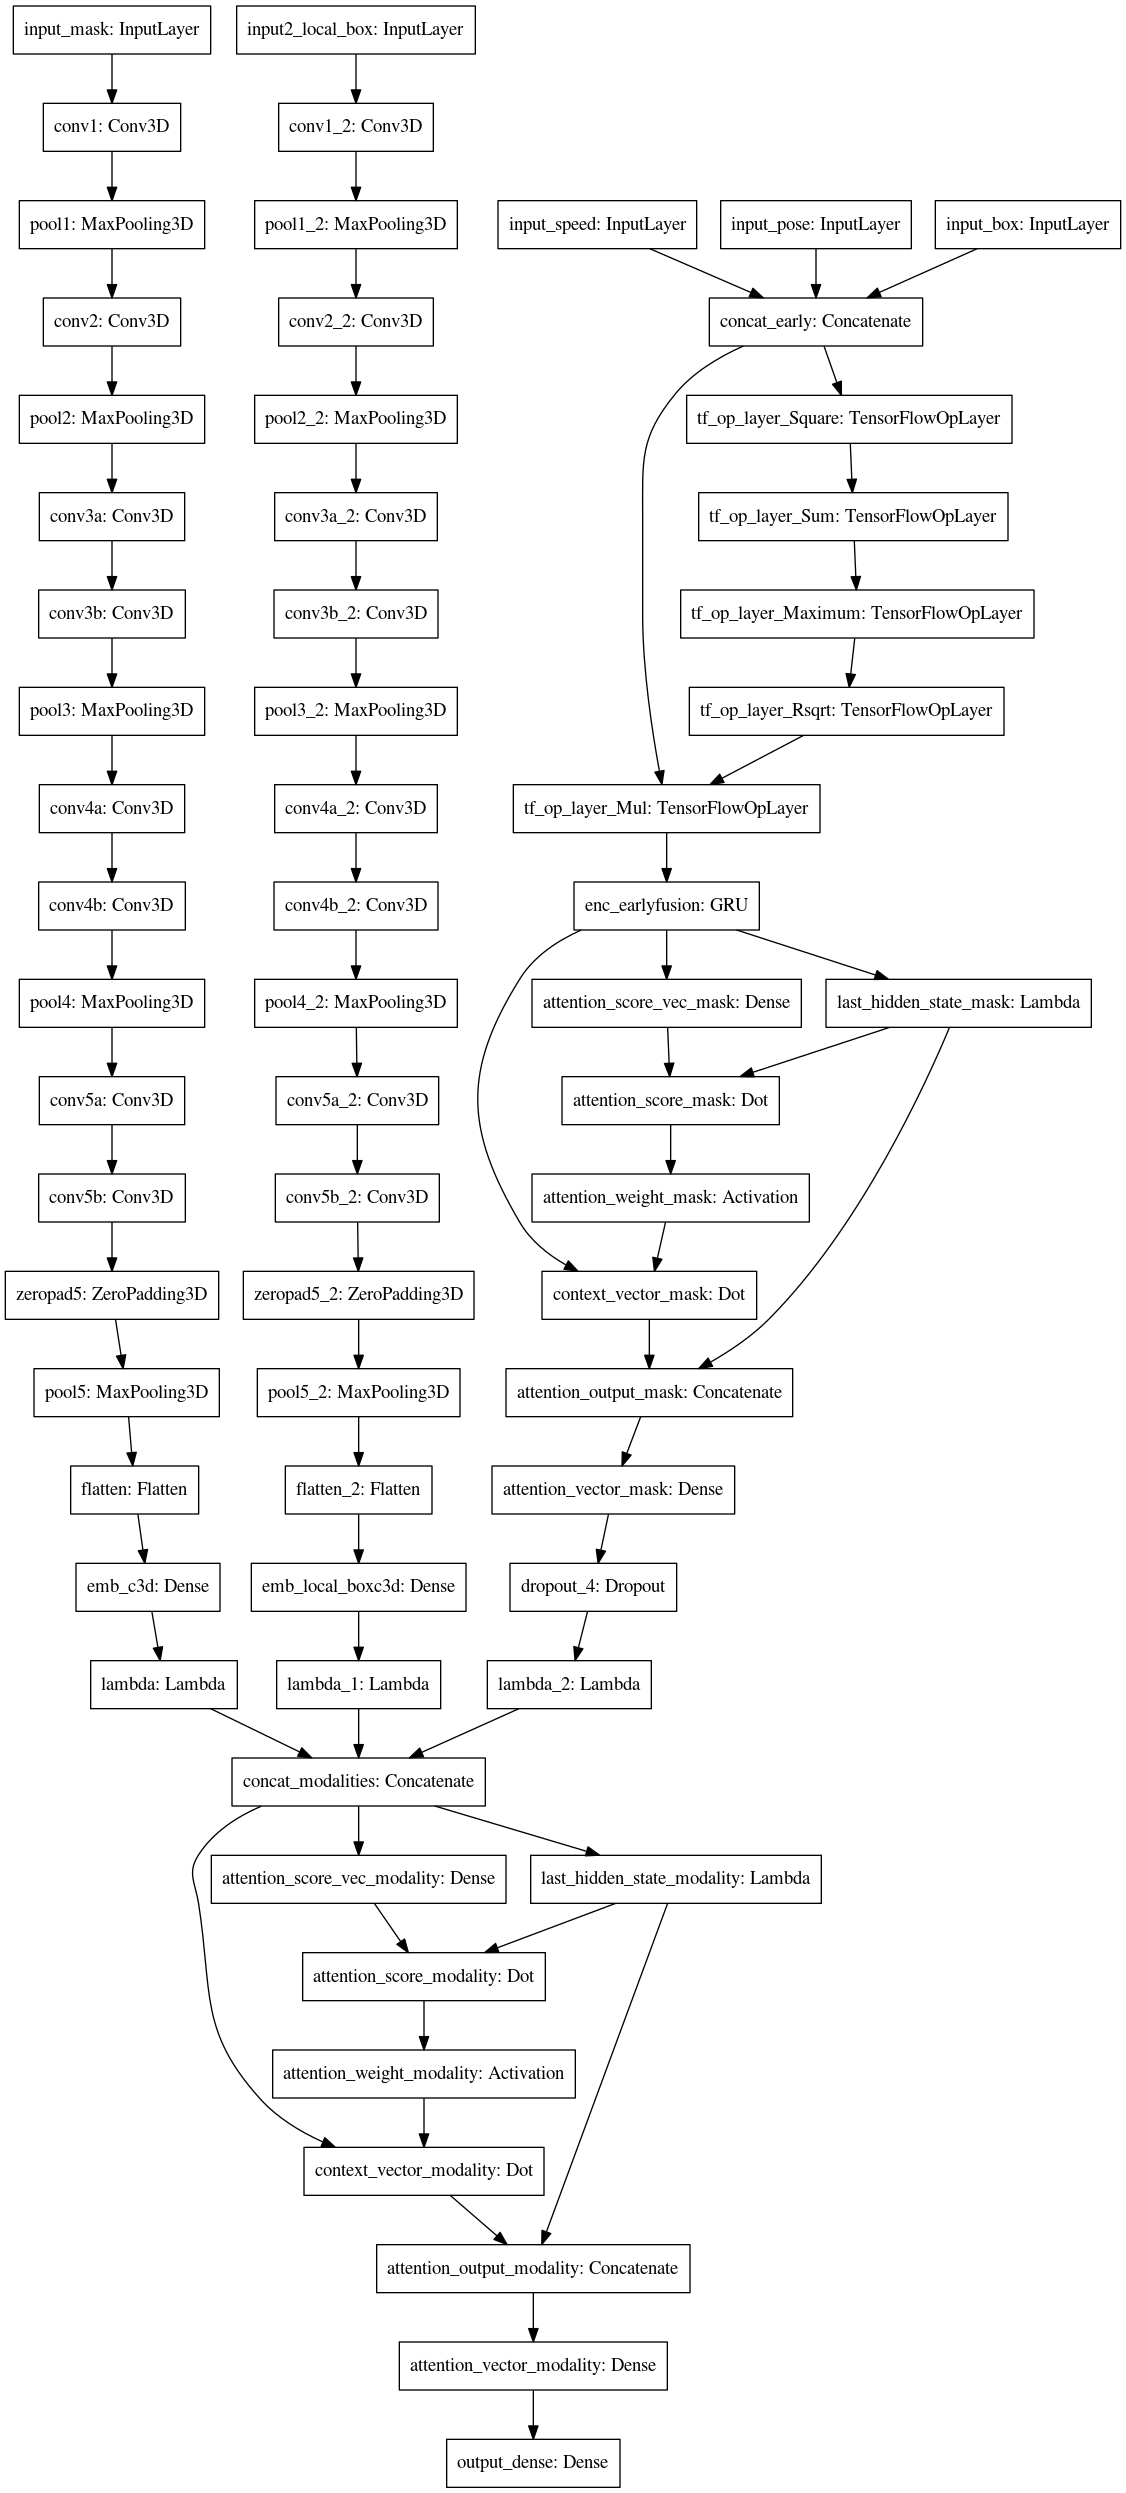 input_mask: InputLayer
input2_local_box: InputLayer
conv1: Conv3D
conv1_2: Conv3D
pool1: MaxPooling3D
pool1_2: MaxPooling3D
input_speed: InputLayer
input_pose: InputLayer
input_box: InputLayer
conv2: Conv3D
conv2_2: Conv3D
concat_early: Concatenate
pool2: MaxPooling3D
pool2_2: MaxPooling3D
tf_op_layer_Square: TensorFlowOpLayer
conv3a: Conv3D
conv3a_2: Conv3D
tf_op_layer_Sum: TensorFlowOpLayer
conv3b: Conv3D
conv3b_2: Conv3D
tf_op_layer_Maximum: TensorFlowOpLayer
pool3: MaxPooling3D
pool3_2: MaxPooling3D
tf_op_layer_Rsqrt: TensorFlowOpLayer
conv4a: Conv3D
conv4a_2: Conv3D
tf_op_layer_Mul: TensorFlowOpLayer
conv4b: Conv3D
conv4b_2: Conv3D
enc_earlyfusion: GRU
pool4: MaxPooling3D
pool4_2: MaxPooling3D
attention_score_vec_mask: Dense
last_hidden_state_mask: Lambda
conv5a: Conv3D
conv5a_2: Conv3D
attention_score_mask: Dot
conv5b: Conv3D
conv5b_2: Conv3D
attention_weight_mask: Activation
zeropad5: ZeroPadding3D
zeropad5_2: ZeroPadding3D
context_vector_mask: Dot
pool5: MaxPooling3D
pool5_2: MaxPooling3D
attention_output_mask: Concatenate
flatten: Flatten
flatten_2: Flatten
attention_vector_mask: Dense
emb_c3d: Dense
emb_local_boxc3d: Dense
dropout_4: Dropout
lambda: Lambda
lambda_1: Lambda
lambda_2: Lambda
concat_modalities: Concatenate
attention_score_vec_modality: Dense
last_hidden_state_modality: Lambda
attention_score_modality: Dot
attention_weight_modality: Activation
context_vector_modality: Dot
attention_output_modality: Concatenate
attention_vector_modality: Dense
output_dense: Dense